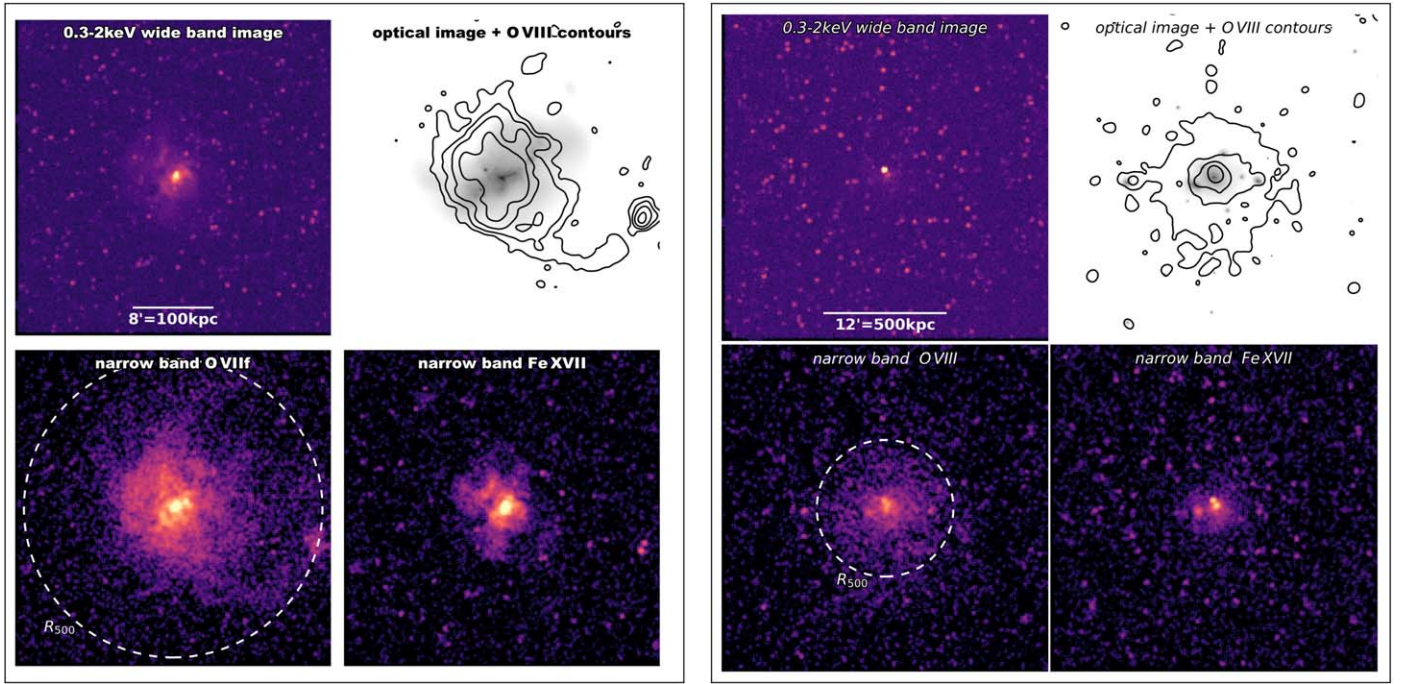 0.3-2keV wide band image
optical image + O VIII contours
8'=100kpc
narrow band O VIIf
narrow band Fe XVII
R500
0.3-2keV wide band image
optical image + O VIII contours
12'=500kpc
narrow band O VIII
narrow band Fe XVII
R500